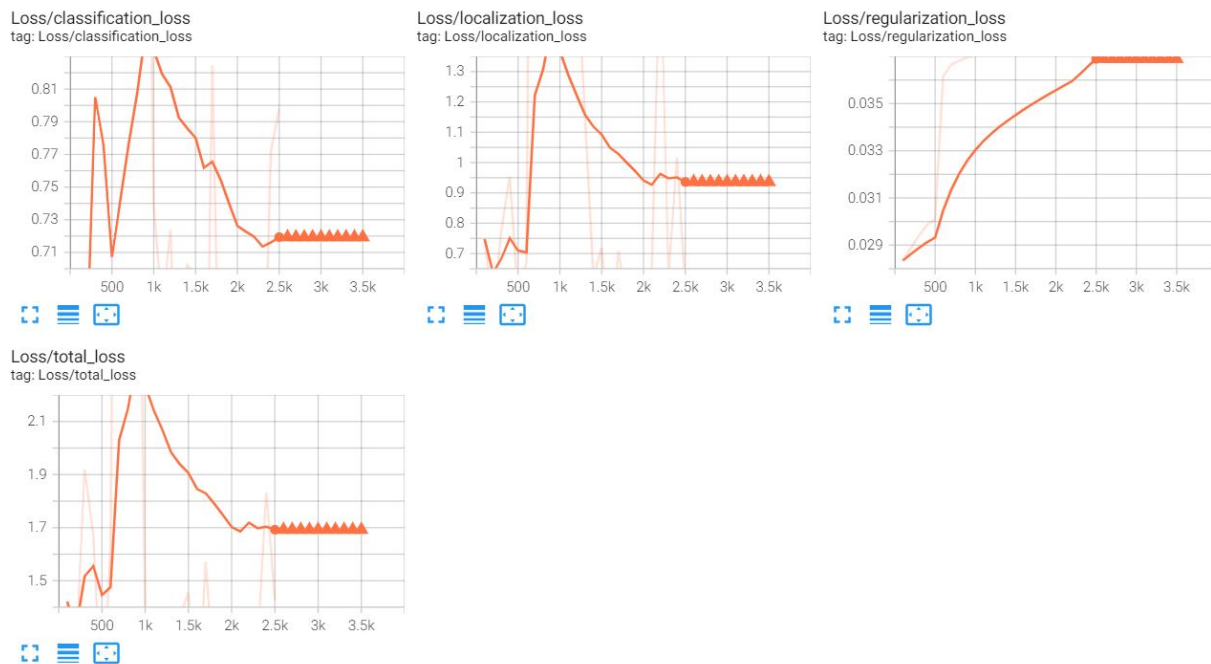 Loss/classification_loss
tag: Loss/classification_loss
0.81
0.79
0.77
0.75
0.73
0.71
500 1k 1.5k 2k 2.5k 3k 3.5k
Loss/localization_loss
tag: Loss/localization_loss
1.3
1.2
1.1
1
0.9
0.8
0.7
500 1k 1.5k 2k 2.5k 3k 3.5k
Loss/regularization_loss
tag: Loss/regularization_loss
0.035
0.033
0.031
0.029
500 1k 1.5k 2k 2.5k 3k 3.5k
Loss/total_loss
tag: Loss/total_loss
2.1
1.9
1.7
1.5
500 1k 1.5k 2k 2.5k 3k 3.5k